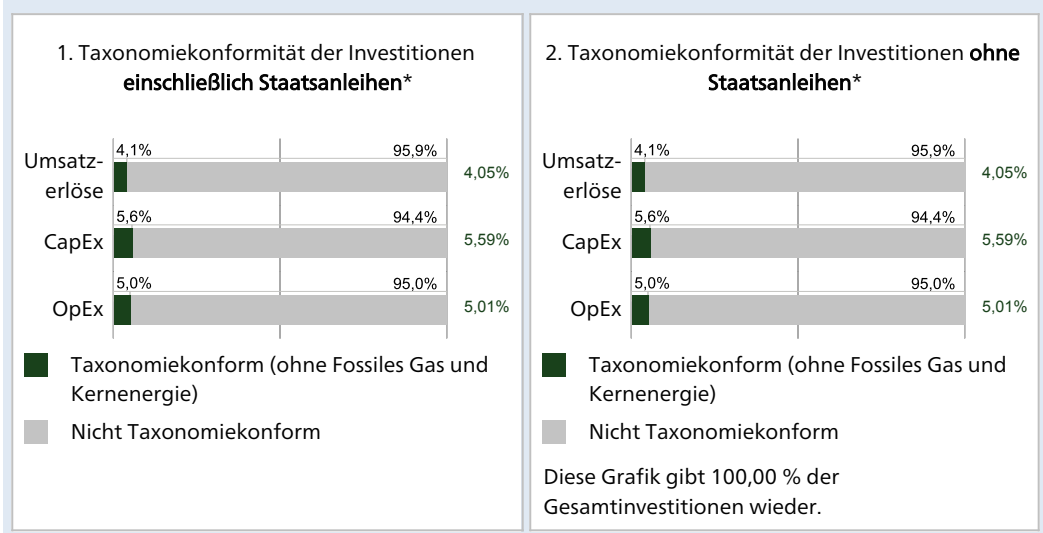 1. Taxonomiekonformität der Investitionen
einschließlich Staatsanleihen*
4,1% 95,9%
Umsatz-
erlöse
4,05%
5,6% 94,4%
CapEx
5,59%
5,0% 95,0%
OpEx
5,01%
Taxonomiekonform (ohne Fossiles Gas und
Kernenergie)
Nicht Taxonomiekonform
2. Taxonomiekonformität der Investitionen ohne
Staatsanleihen*
4,1% 95,9%
Umsatz-
erlöse
4,05%
5,6% 94,4%
CapEx
5,59%
5,0% 95,0%
OpEx
5,01%
Taxonomiekonform (ohne Fossiles Gas und
Kernenergie)
Nicht Taxonomiekonform
Diese Grafik gibt 100,00 % der
Gesamtinvestitionen wieder.